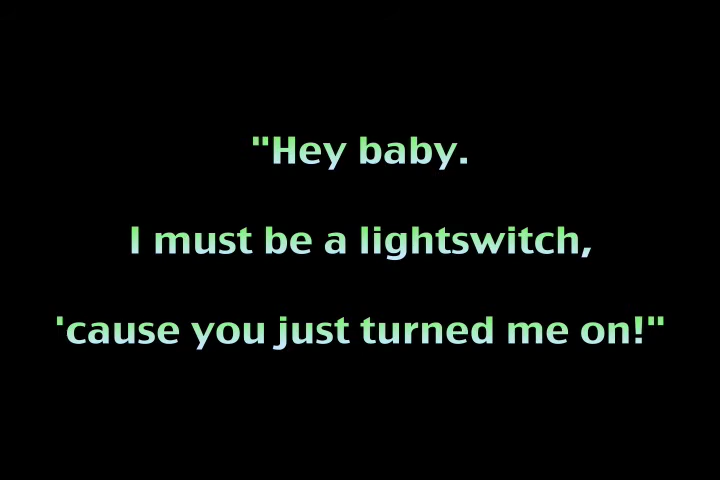 "Hey baby.
I must be a lightswitch,
'cause you just turned me on!"